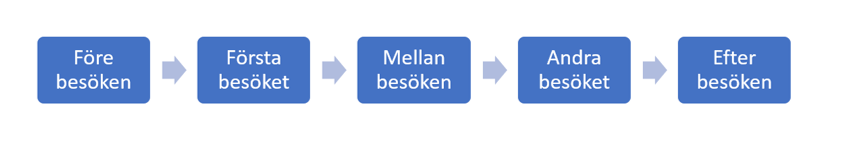 Före
besöken
Första
besöket
Mellan
besöken
Andra
besöket
Efter
besöken